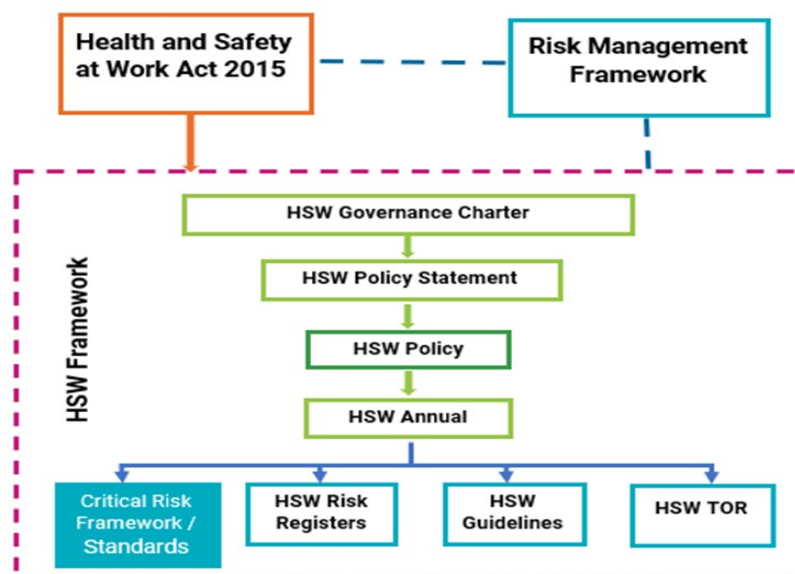 Health and Safety
at Work Act 2015
Risk Management
Framework
HSW Framework
HSW Governance Charter
HSW Policy Statement
HSW Policy
HSW Annual
Critical Risk
Framework /
Standards
HSW Risk
Registers
HSW
Guidelines
HSW TOR